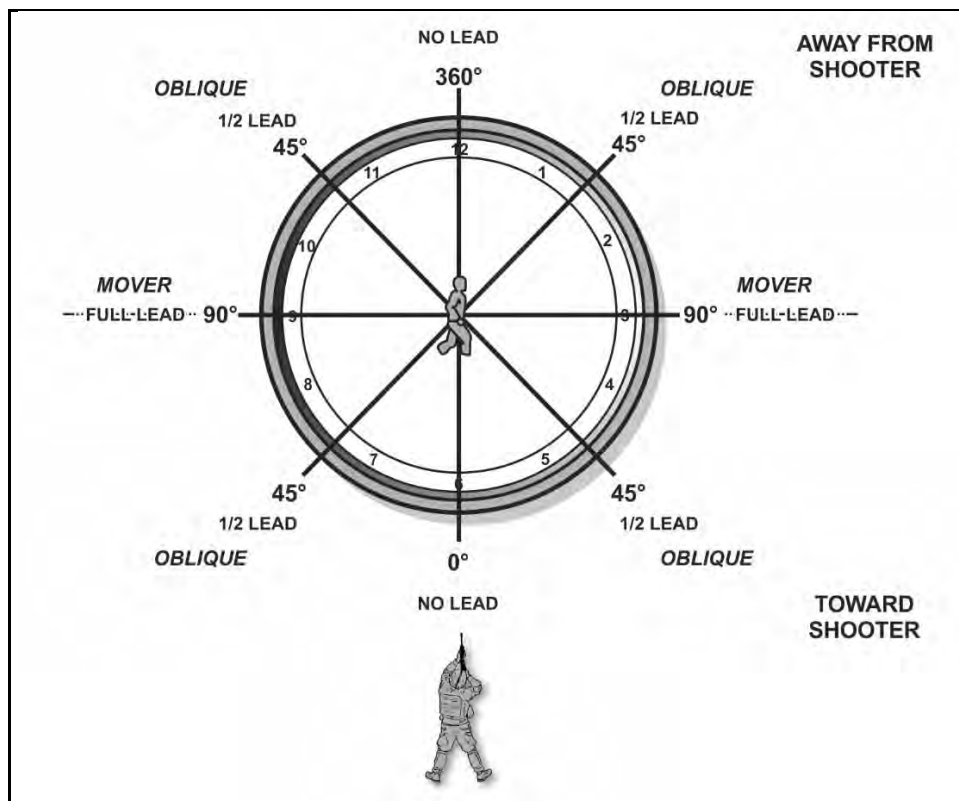 NO LEAD
AWAY FROM
SHOOTER
360°
OBLIQUE
OBLIQUE
1/2 LEAD
1/2 LEAD
45°
45°
12
11
1
10
2
MOVER
MOVER
FULL LEAD
90°
9
3
90°
FULL LEAD
8
4
7
5
6
45°
45°
1/2 LEAD
1/2 LEAD
OBLIQUE
0°
OBLIQUE
NO LEAD
TOWARD
SHOOTER